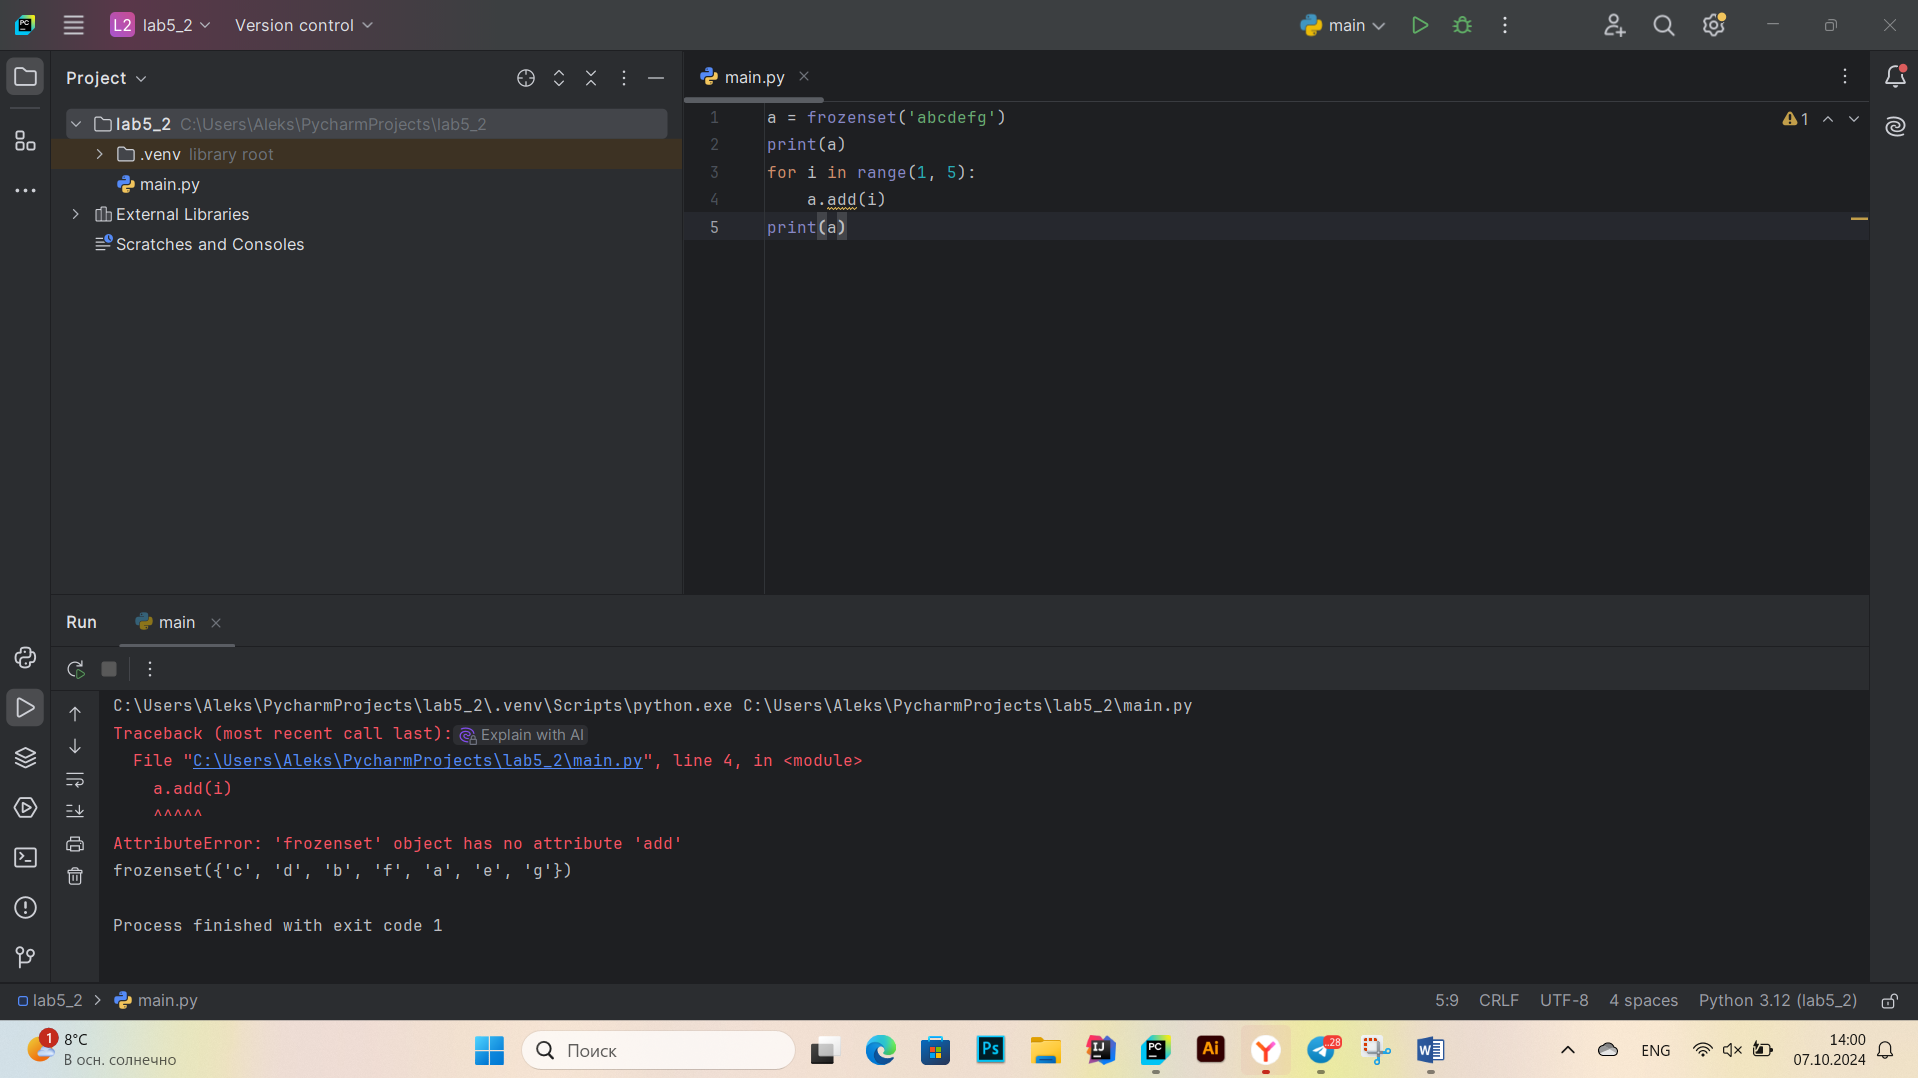 L2 lab5_2 Version control main
Project
main.py
lab5_2 C:\Users\Aleks\PycharmProjects\lab5_2
.venv library root
main.py
External Libraries
Scratches and Consoles
1 a = frozenset('abcdefg')
2 print(a)
3 for i in range(1, 5):
4 a.add(i)
5 print(a)
1
Run main
C:\Users\Aleks\PycharmProjects\lab5_2\.venv\Scripts\python.exe C:\Users\Aleks\PycharmProjects\lab5_2\main.py
Traceback (most recent call last): Explain with AI
File "C:\Users\Aleks\PycharmProjects\lab5_2\main.py", line 4, in <module>
a.add(i)
^^^^^
AttributeError: 'frozenset' object has no attribute 'add'
frozenset({'c', 'd', 'b', 'f', 'a', 'e', 'g'})
Process finished with exit code 1
lab5_2 main.py 5:9 CRLF UTF-8 4 spaces Python 3.12 (lab5_2)
1 8°C
В осн. солнечно
Поиск
PC
Ps
IJ
PC
Ai
Y
..28
W
ENG
14:00
07.10.2024